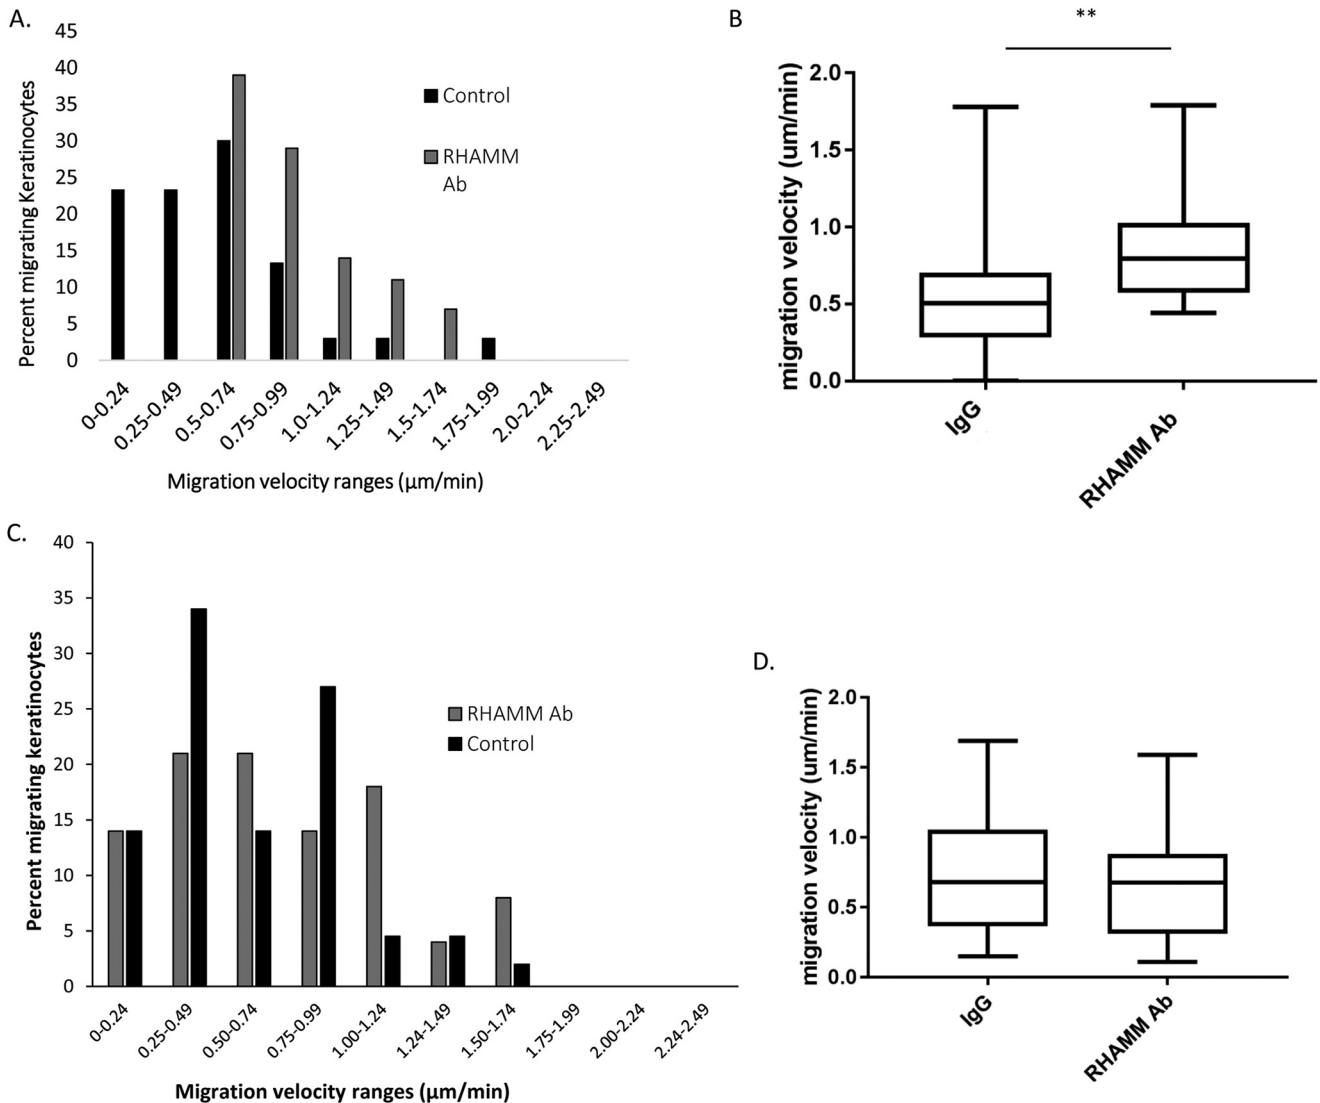 A.
45
40
35
30
25
20
15
10
5
0
Percent migrating Keratinocytes
Control
RHAMM
Ab
0-0.24
0.25-0.49
0.5-0.74
0.75-0.99
1.0-1.24
1.25-1.49
1.5-1.74
1.75-1.99
2.0-2.24
2.25-2.49
Migration velocity ranges (µm/min)
B
**
2.0
1.5
1.0
0.5
0.0
migration velocity (um/min)
IgG
RHAMM Ab
C.
40
35
30
25
20
15
10
5
0
Percent migrating keratinocytes
RHAMM Ab
Control
0-0.24
0.25-0.49
0.50-0.74
0.75-0.99
1.00-1.24
1.24-1.49
1.50-1.74
1.75-1.99
2.00-2.24
2.24-2.49
Migration velocity ranges (µm/min)
D.
2.0
1.5
1.0
0.5
0.0
migration velocity (um/min)
IgG
RHAMM Ab